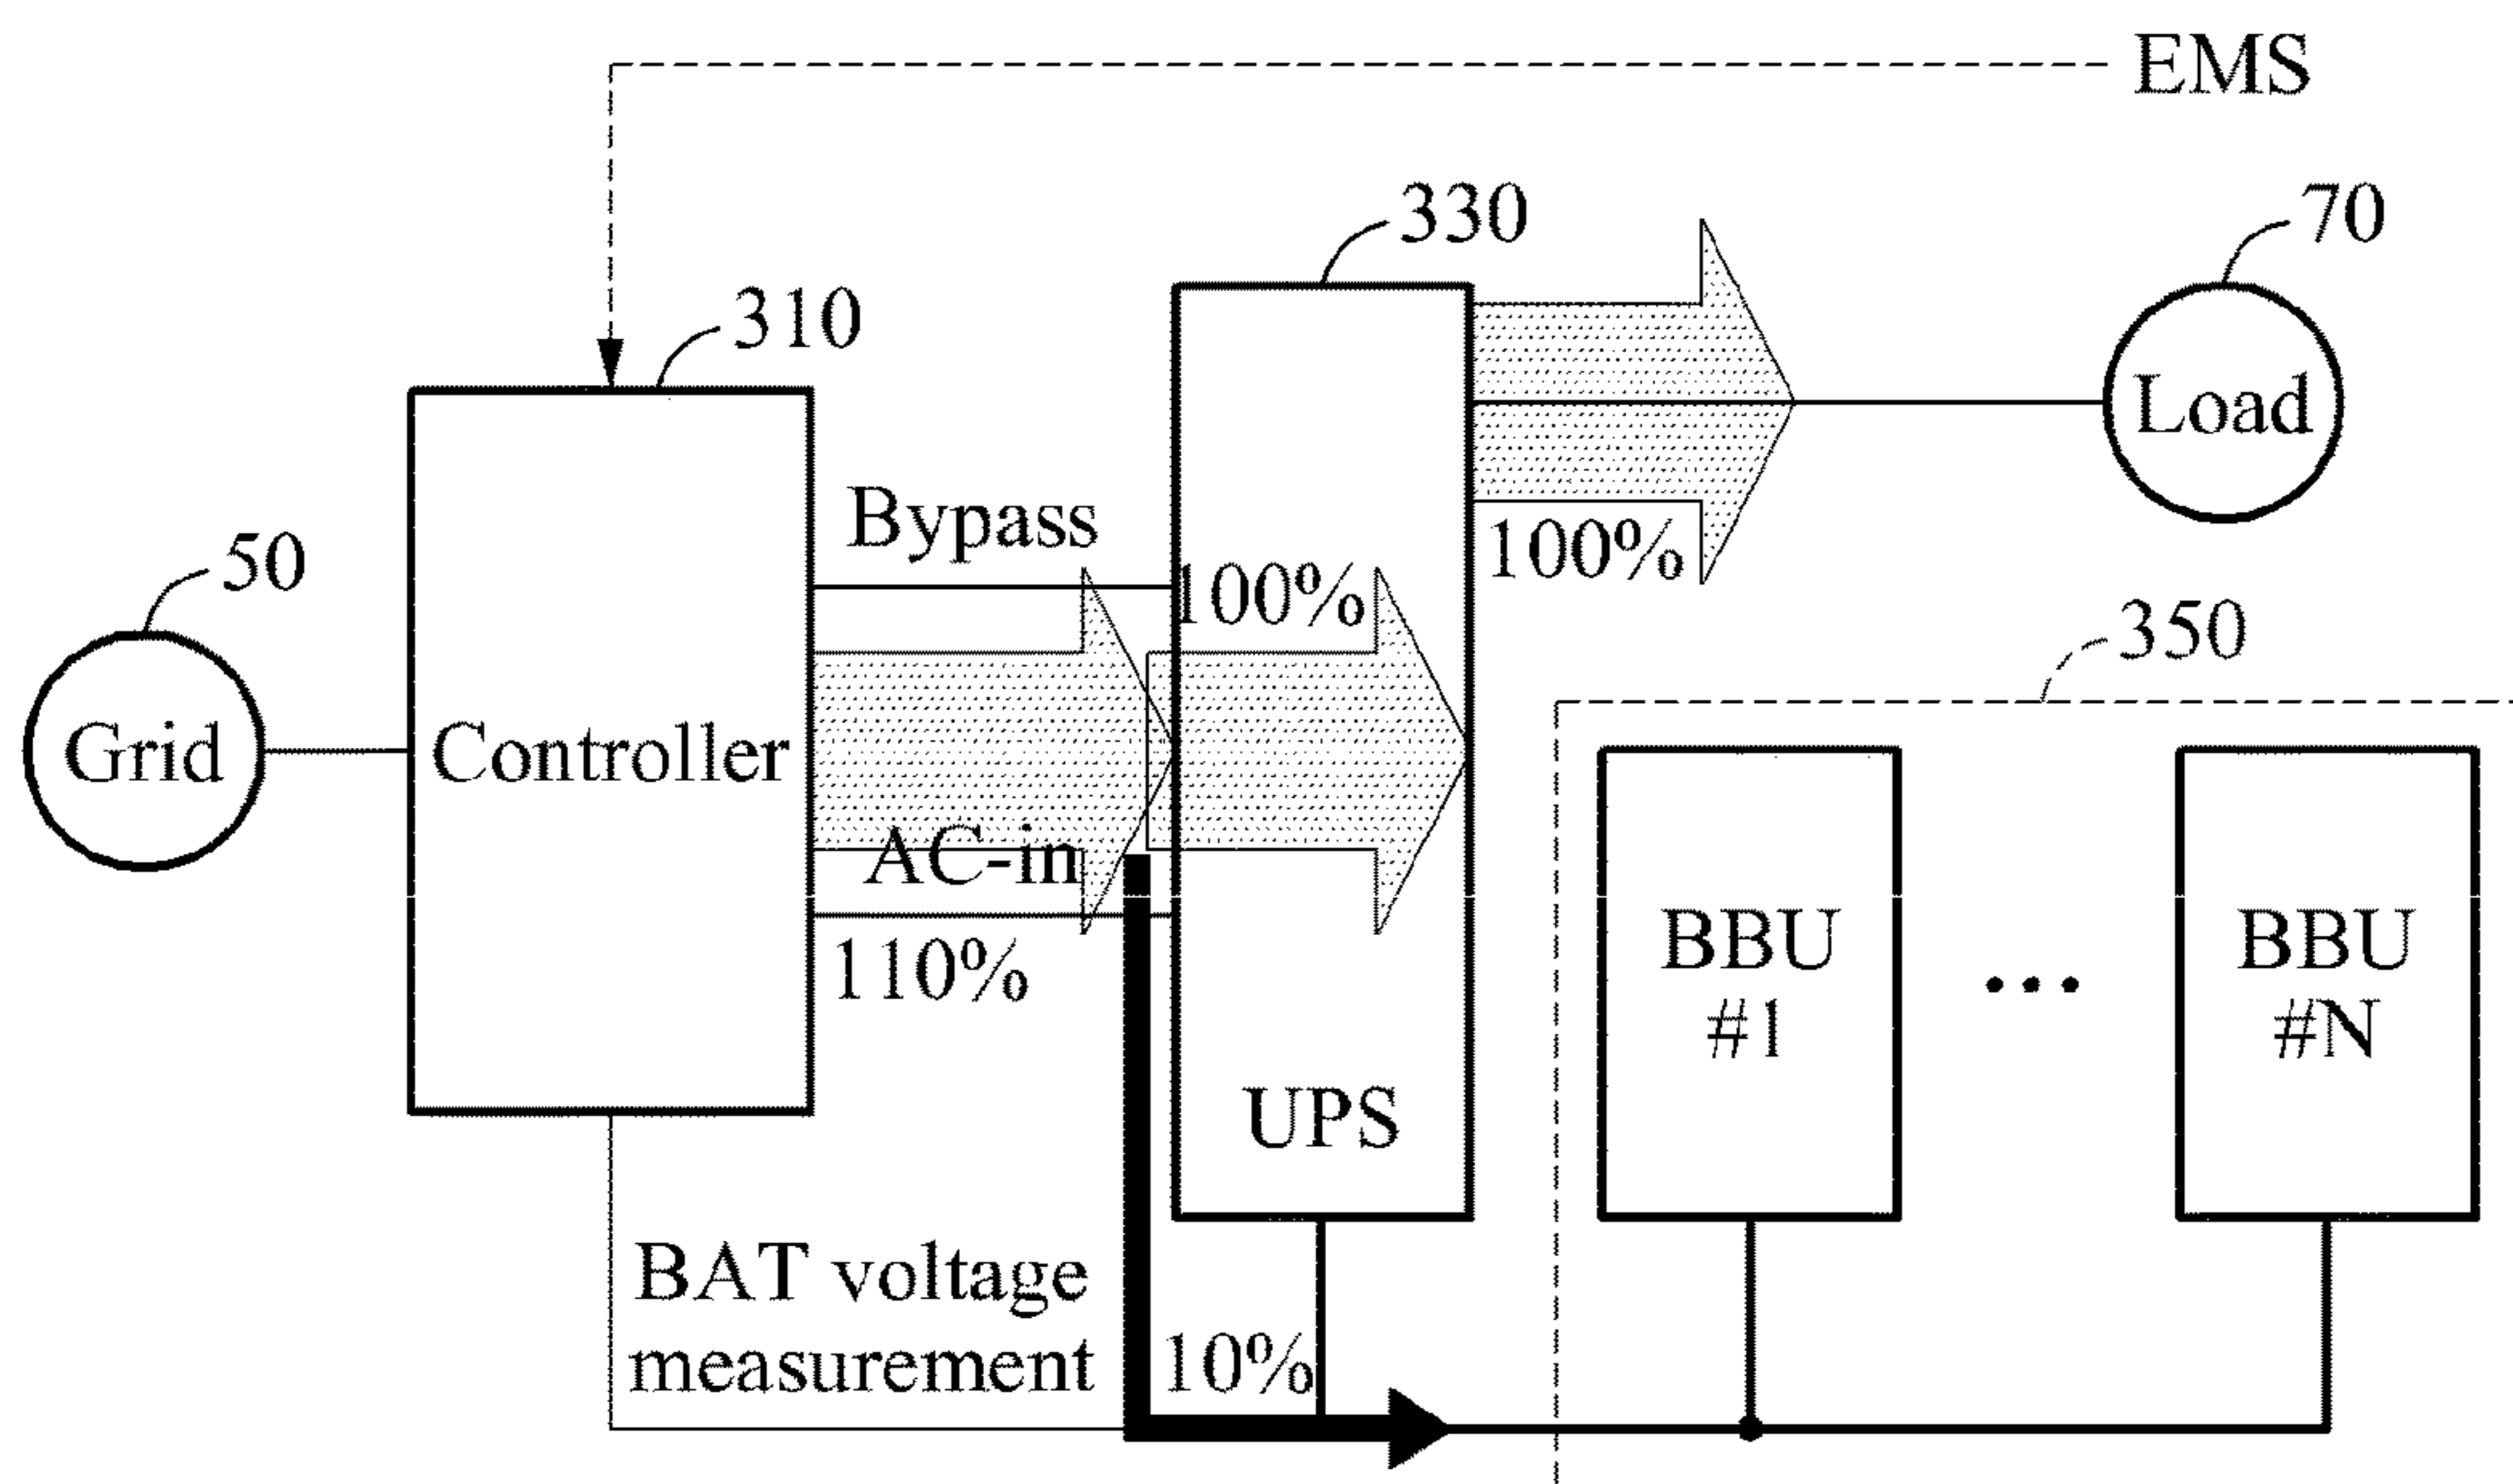 EMS
330
70
310
Load
Bypass
50
100%
100%
350
Grid
Controller
AC-in
110%
BBU
#1
BBU
#N
UPS
BAT voltage
measurement
10%